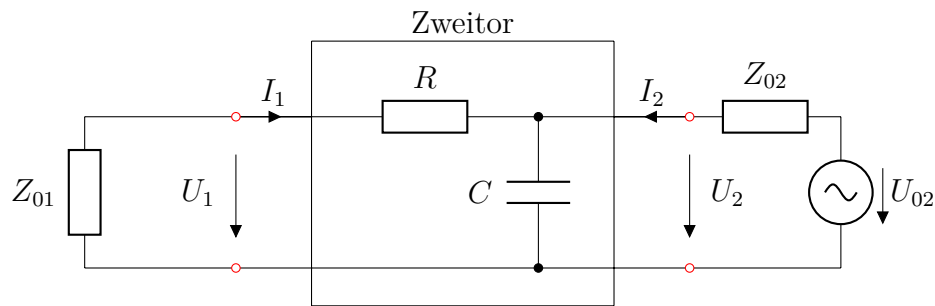 Zweitor
I₁
R
I₂
Z₀₂
Z₀₁
U₁
C
U₂
U₀₂